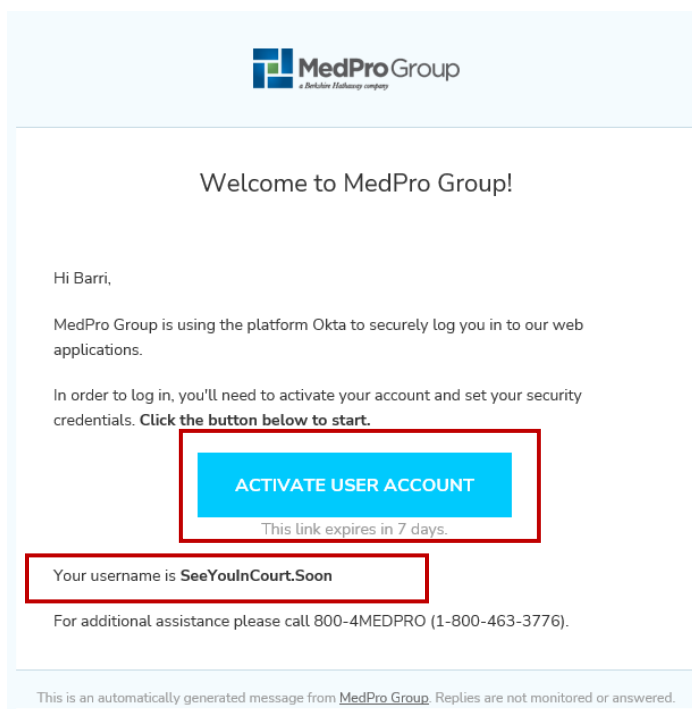 MedPro Group
a Berkshire Hathaway company
Welcome to MedPro Group!
Hi Barri,
MedPro Group is using the platform Okta to securely log you in to our web
applications.
In order to log in, you'll need to activate your account and set your security
credentials. Click the button below to start.
ACTIVATE USER ACCOUNT
This link expires in 7 days.
Your username is SeeYouInCourt.Soon
For additional assistance please call 800-4MEDPRO (1-800-463-3776).
This is an automatically generated message from MedPro Group. Replies are not monitored or answered.